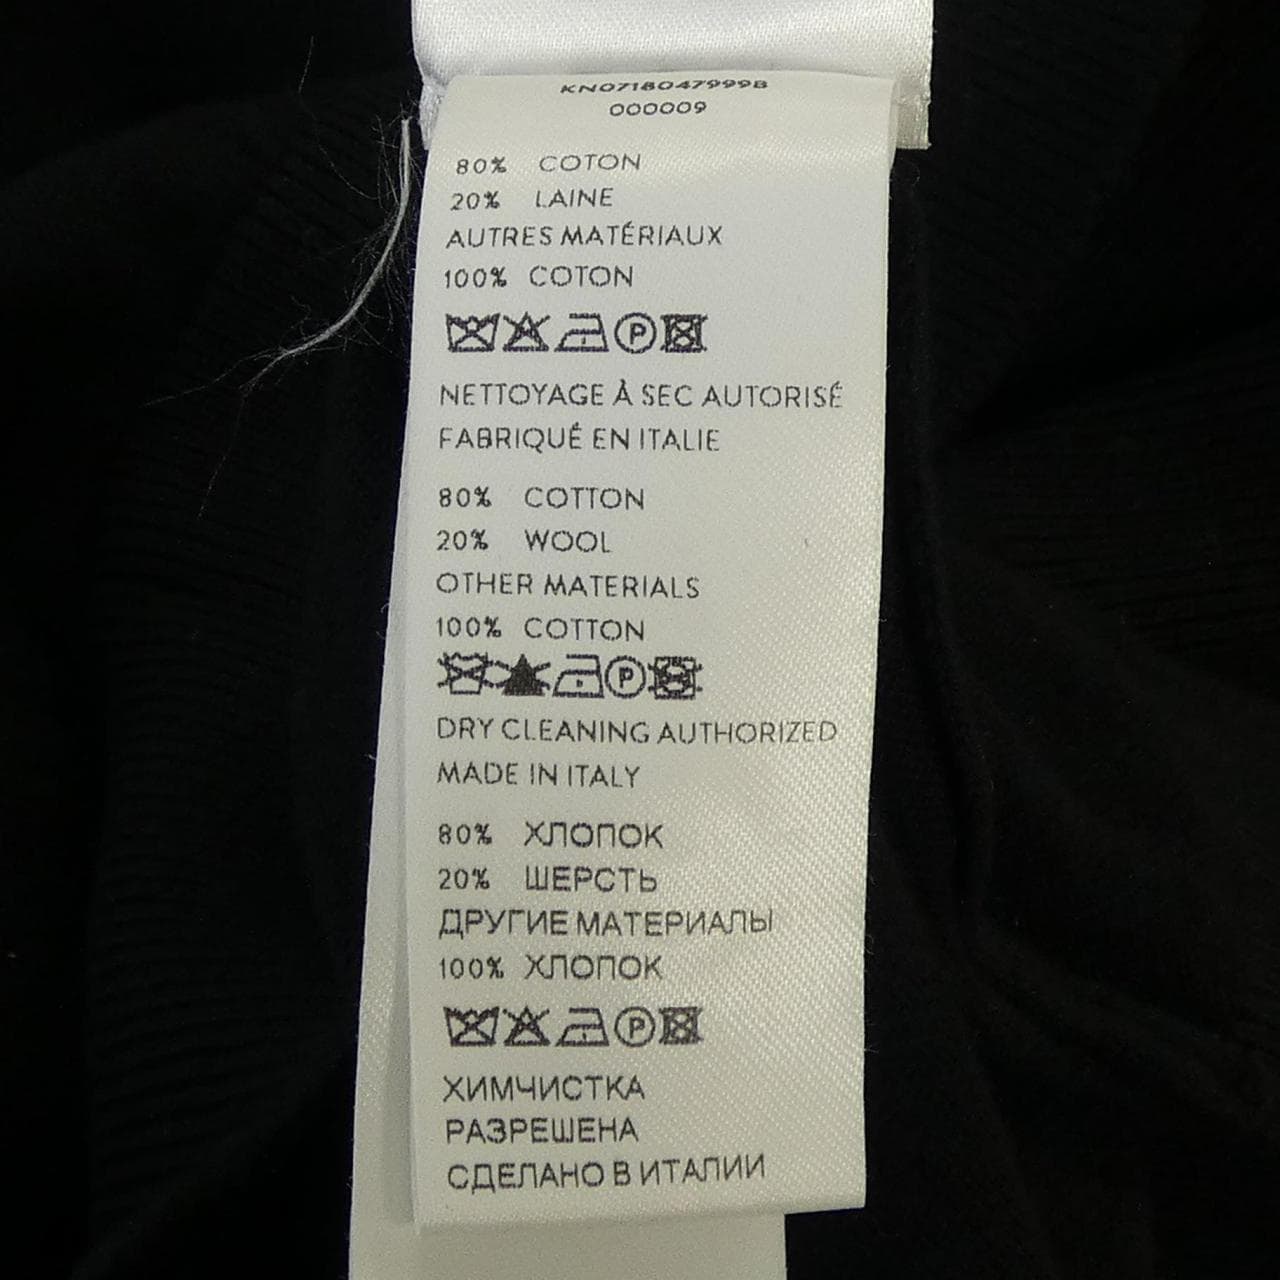 KN0718047999B
000009
80% COTON
20% LAINE
AUTRES MATÉRIAUX
100% COTON
P
NETTOYAGE À SEC AUTORISÉ
FABRIQUÉ EN ITALIE
80% COTTON
20% WOOL
OTHER MATERIALS
100% COTTON
P
DRY CLEANING AUTHORIZED
MADE IN ITALY
80% ХЛОПОК
20% ШЕРСТЬ
ДРУГИЕ МАТЕРИАЛЫ
100% ХЛОПОК
P
ХИМЧИСТКА
РАЗРЕШЕНА
СДЕЛАНО В ИТАЛИИ